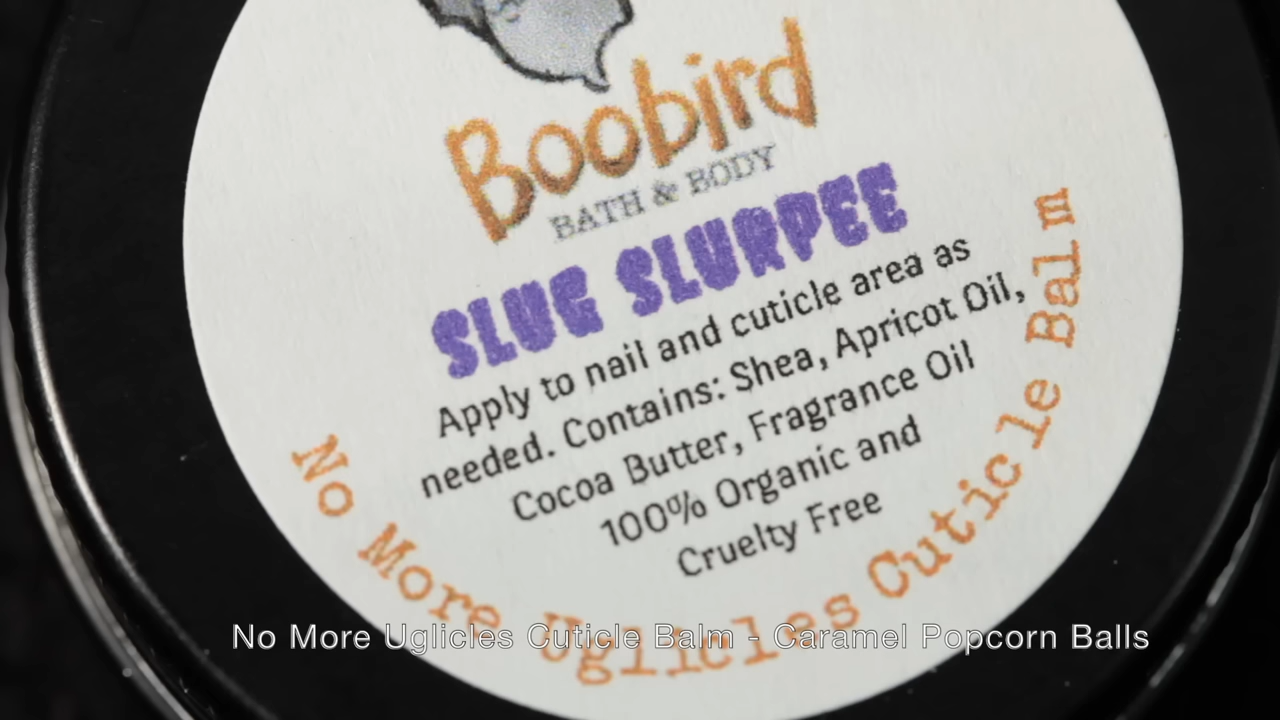 Boobird
BATH & BODY
SLUG SLURPEE
Apply to nail and cuticle area as
needed. Contains: Shea, Apricot Oil,
Cocoa Butter, Fragrance Oil
100% Organic and
Cruelty Free
No More Uglicles Cuticle Balm
No More Uglicles Cuticle Balm - Caramel Popcorn Balls